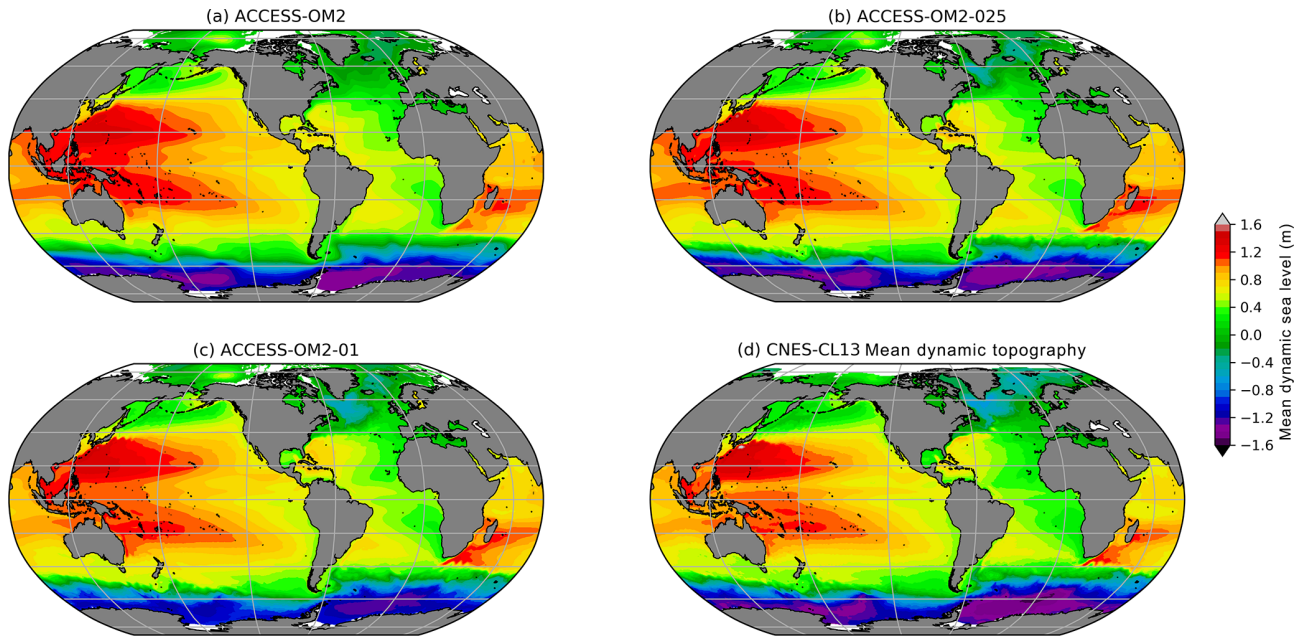 (a) ACCESS-OM2
(b) ACCESS-OM2-025
(c) ACCESS-OM2-01
(d) CNES-CL13 Mean dynamic topography
1.6
1.2
0.8
0.4
0.0
−0.4
−0.8
−1.2
−1.6
Mean dynamic sea level (m)